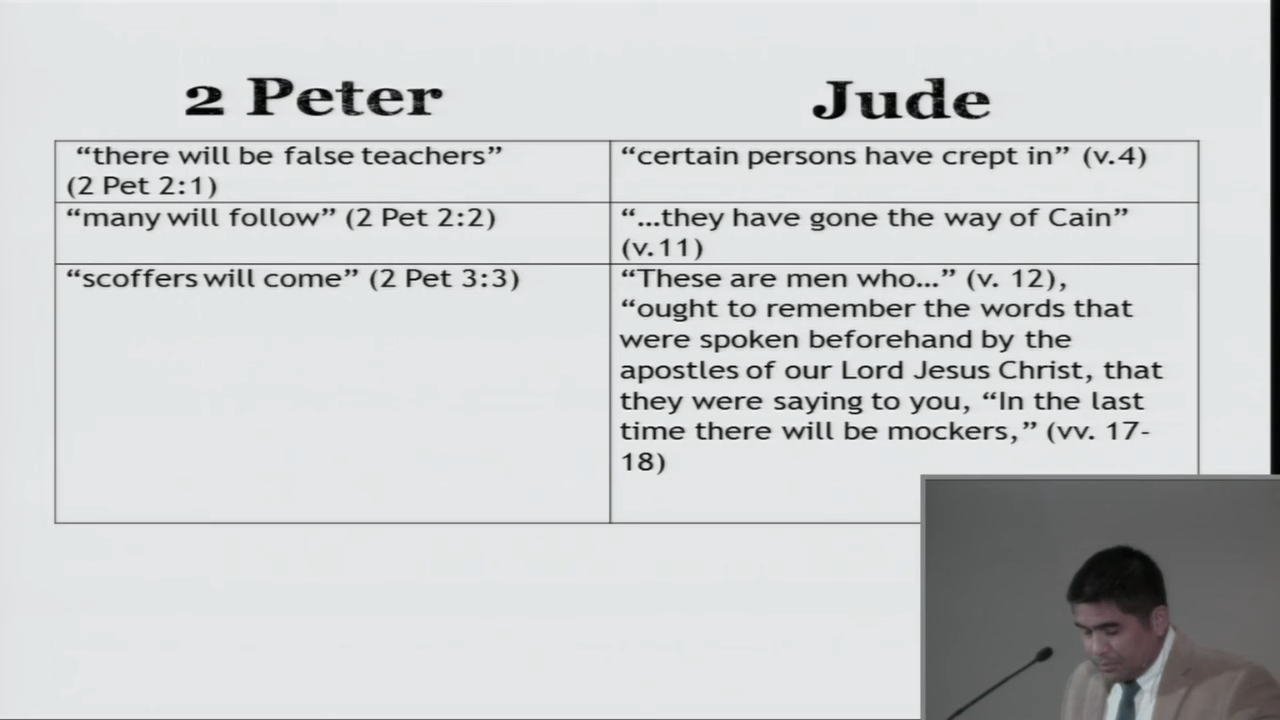 2 Peter
Jude
“there will be false teachers”
(2 Pet 2:1)
“certain persons have crept in” (v.4)
“many will follow” (2 Pet 2:2)
“...they have gone the way of Cain”
(v.11)
“scoffers will come” (2 Pet 3:3)
“These are men who...” (v. 12),
“ought to remember the words that
were spoken beforehand by the
apostles of our Lord Jesus Christ, that
they were saying to you, “In the last
time there will be mockers,” (vv. 17-
18)